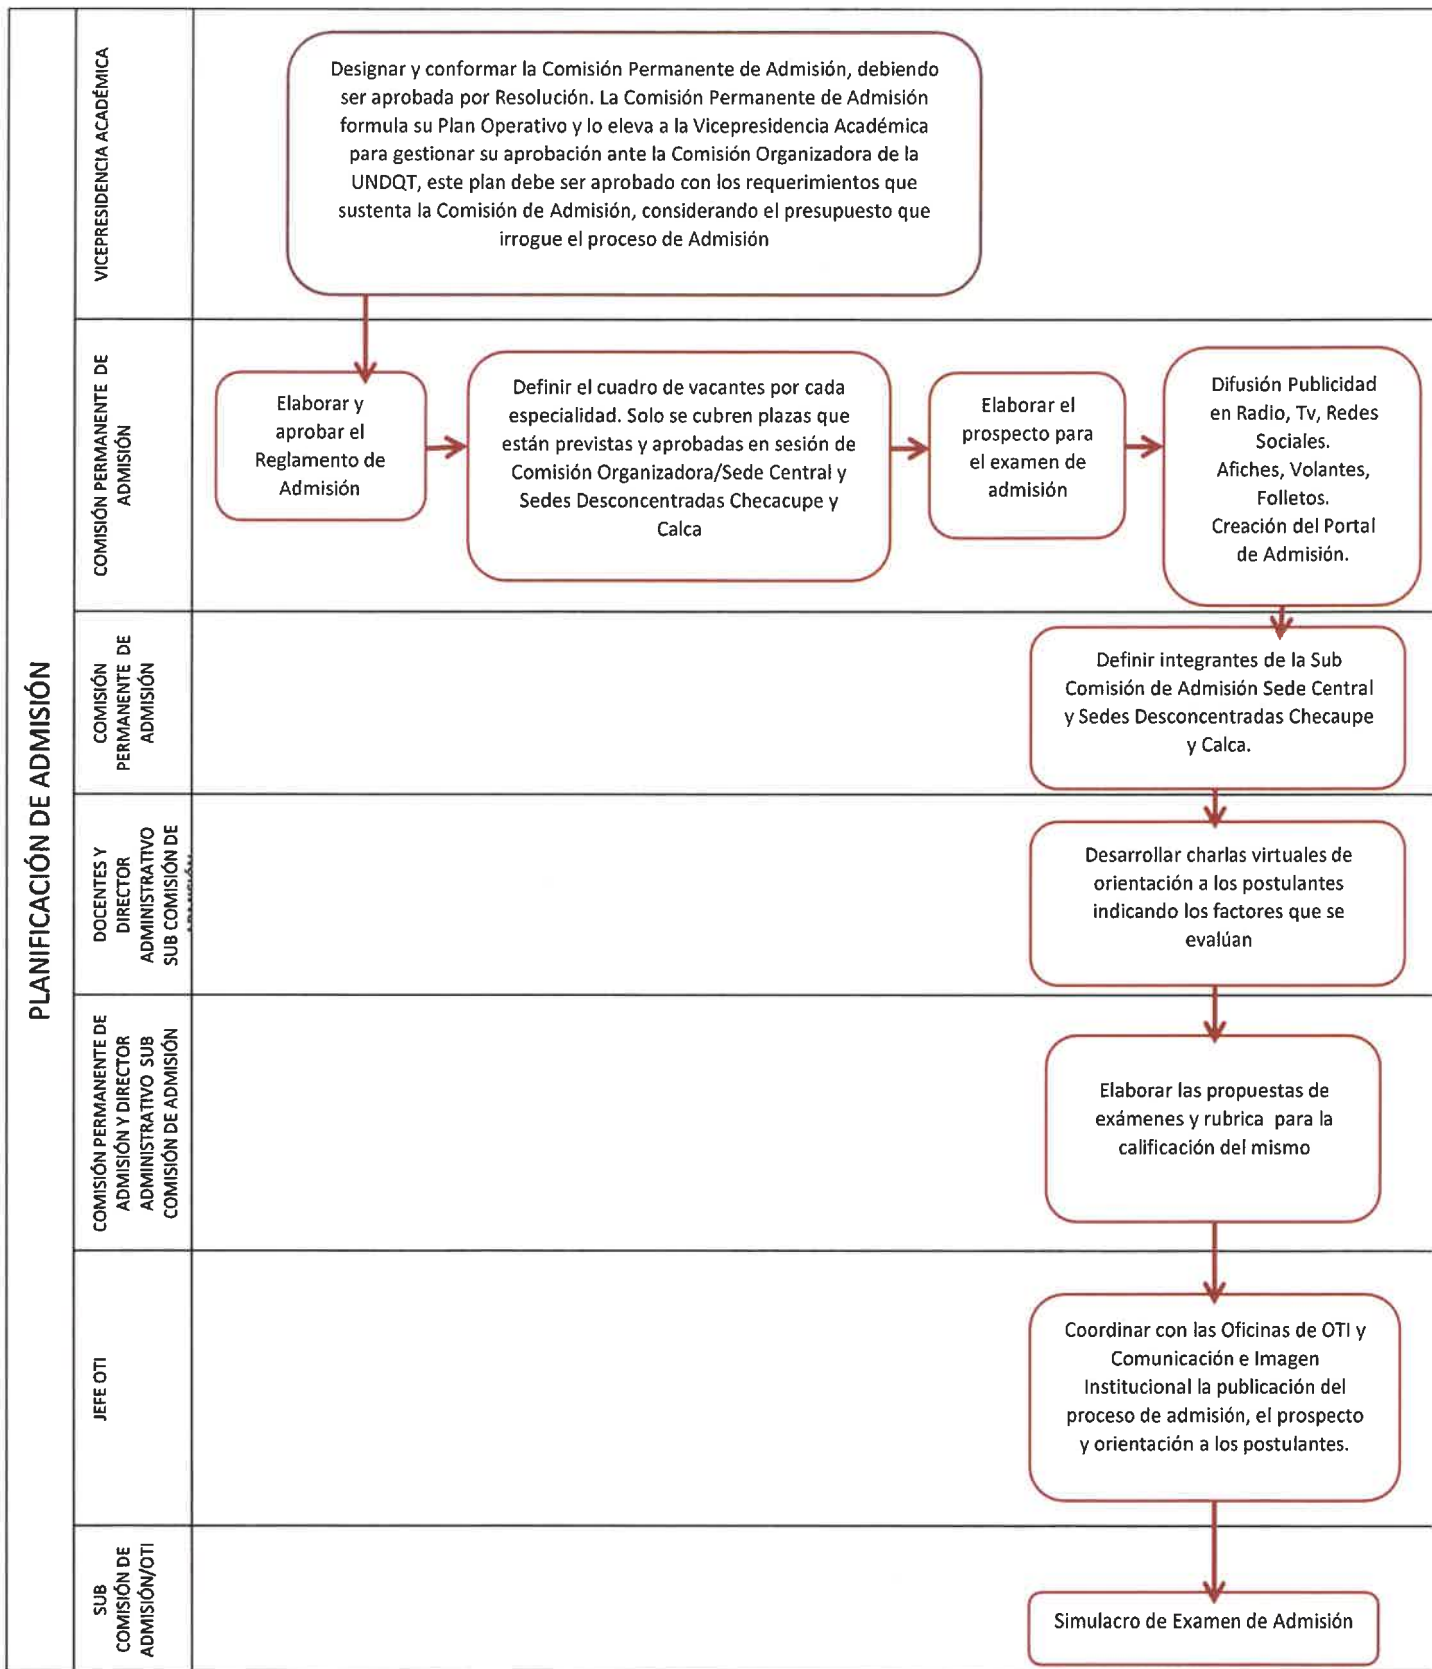 PLANIFICACIÓN DE ADMISIÓN
VICEPRESIDENCIA ACADÉMICA
Designar y conformar la Comisión Permanente de Admisión, debiendo
ser aprobada por Resolución. La Comisión Permanente de Admisión
formula su Plan Operativo y lo eleva a la Vicepresidencia Académica
para gestionar su aprobación ante la Comisión Organizadora de la
UNDQT, este plan debe ser aprobado con los requerimientos que
sustenta la Comisión de Admisión, considerando el presupuesto que
irrogue el proceso de Admisión
COMISIÓN PERMANENTE DE
ADMISIÓN
Elaborar y
aprobar el
Reglamento de
Admisión
Definir el cuadro de vacantes por cada
especialidad. Solo se cubren plazas que
están previstas y aprobadas en sesión de
Comisión Organizadora/Sede Central y
Sedes Desconcentradas Checacupe y
Calca
Elaborar el
prospecto para
el examen de
admisión
Difusión Publicidad
en Radio, Tv, Redes
Sociales.
Afiches, Volantes,
Folletos.
Creación del Portal
de Admisión.
COMISIÓN
PERMANENTE DE
ADMISIÓN
Definir integrantes de la Sub
Comisión de Admisión Sede Central
y Sedes Desconcentradas Checaupe
y Calca.
DOCENTES Y
DIRECTOR
ADMINISTRATIVO
SUB COMISIÓN DE
Desarrollar charlas virtuales de
orientación a los postulantes
indicando los factores que se
evalúan
COMISIÓN PERMANENTE DE
ADMISIÓN Y DIRECTOR
ADMINISTRATIVO SUB
COMISIÓN DE ADMISIÓN
Elaborar las propuestas de
exámenes y rubrica para la
calificación del mismo
JEFE OTI
Coordinar con las Oficinas de OTI y
Comunicación e Imagen
Institucional la publicación del
proceso de admisión, el prospecto
y orientación a los postulantes.
SUB
COMISIÓN DE
ADMISIÓN/OTI
Simulacro de Examen de Admisión